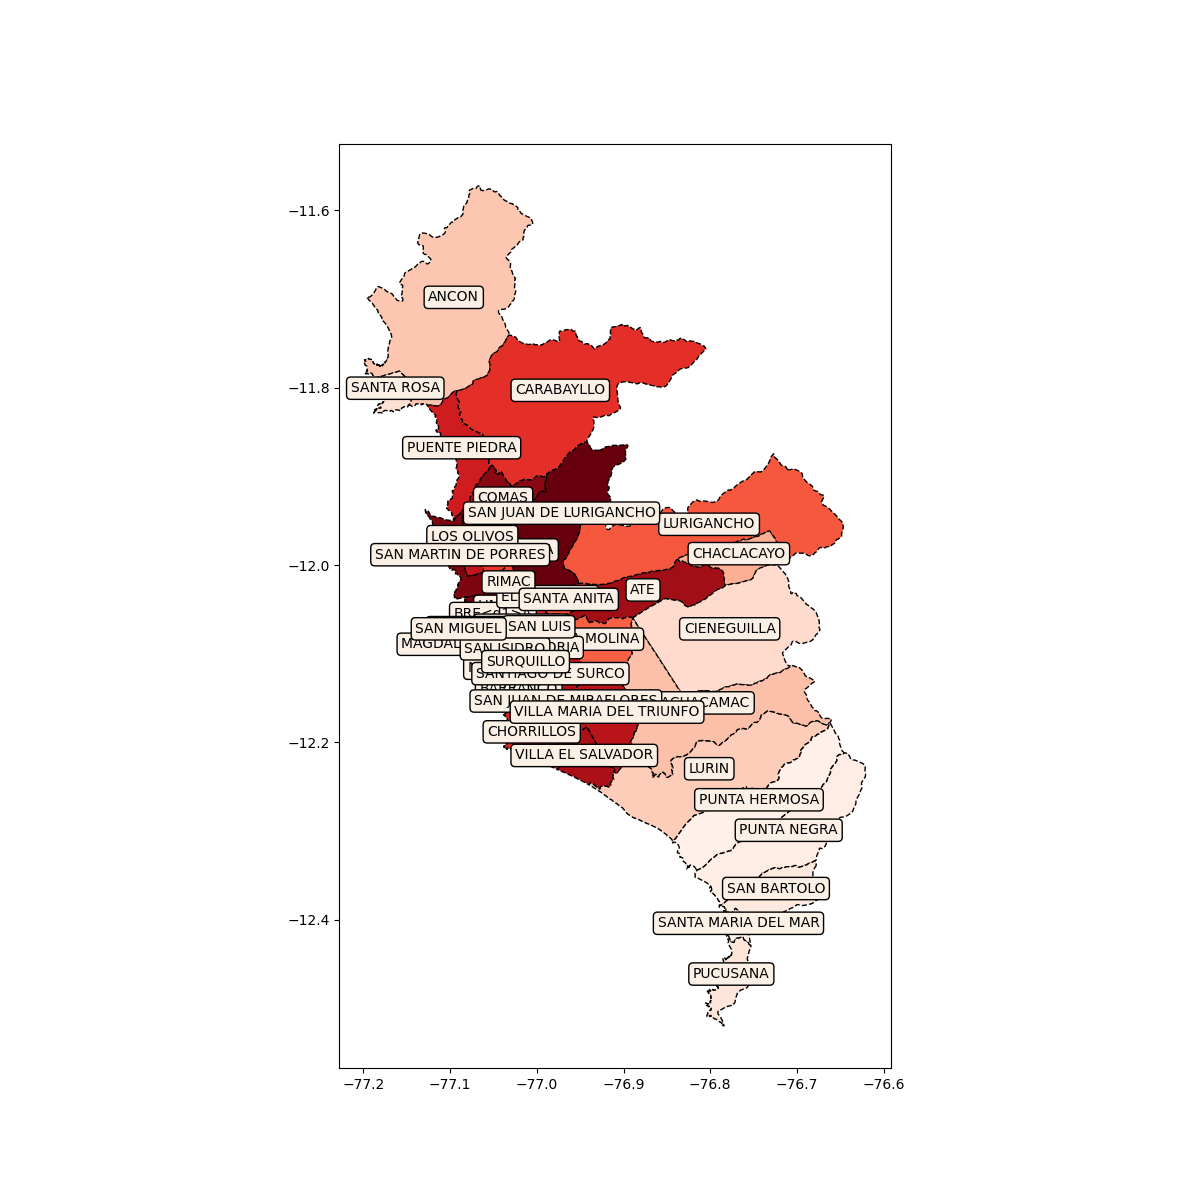 −11.6
ANCON
−11.8
SANTA ROSA
CARABAYLLO
PUENTE PIEDRA
COMAS
SAN JUAN DE LURIGANCHO
LURIGANCHO
LOS OLIVOS
SAN MARTIN DE PORRES
CHACLACAYO
−12.0
RIMAC
ATE
EL
SANTA ANITA
BRE
SAN MIGUEL
SAN LUIS
CIENEGUILLA
MAGDAL
MOLINA
SAN ISIDRO
SURQUILLO
SANTIAGO DE SURCO
BARRANCO
SAN JUAN DE MIRAFLORES
ACHACAMAC
VILLA MARIA DEL TRIUNFO
CHORRILLOS
−12.2
VILLA EL SALVADOR
LURIN
PUNTA HERMOSA
PUNTA NEGRA
SAN BARTOLO
−12.4
SANTA MARIA DEL MAR
PUCUSANA
−77.2 −77.1 −77.0 −76.9 −76.8 −76.7 −76.6